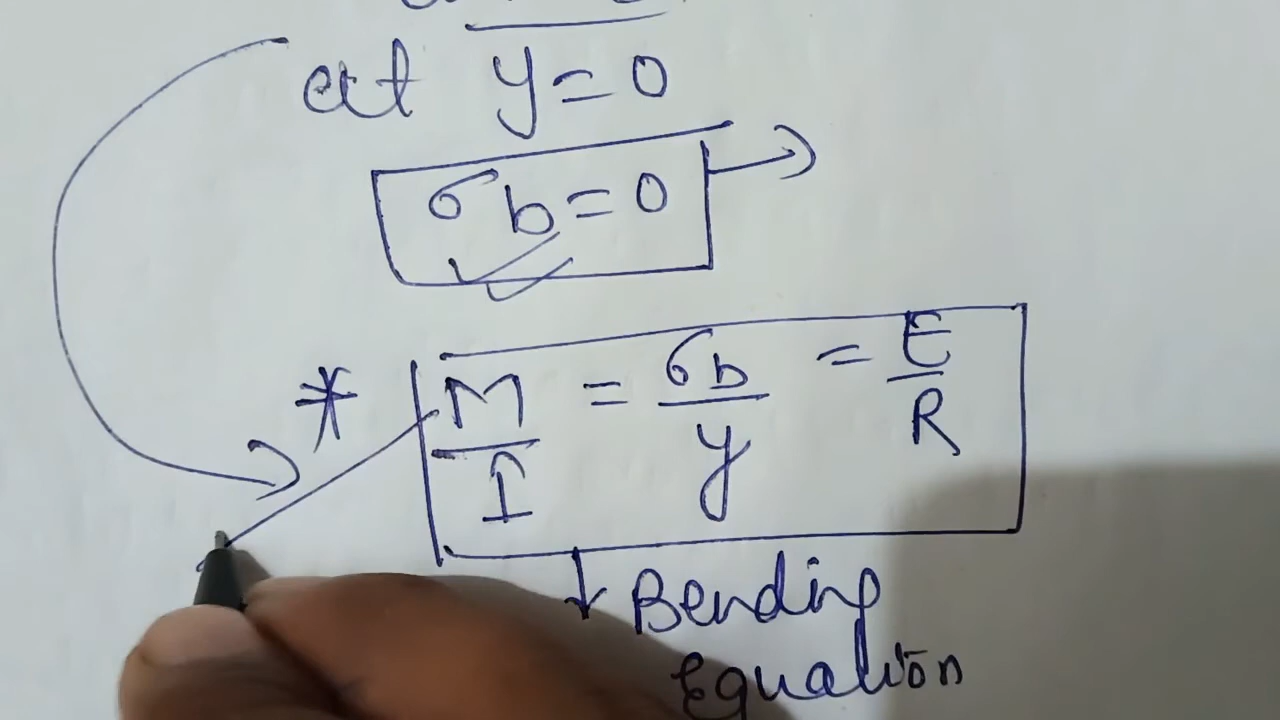 at y=0
σb=0
* M/I = σb/y = E/R
Bending
Equation